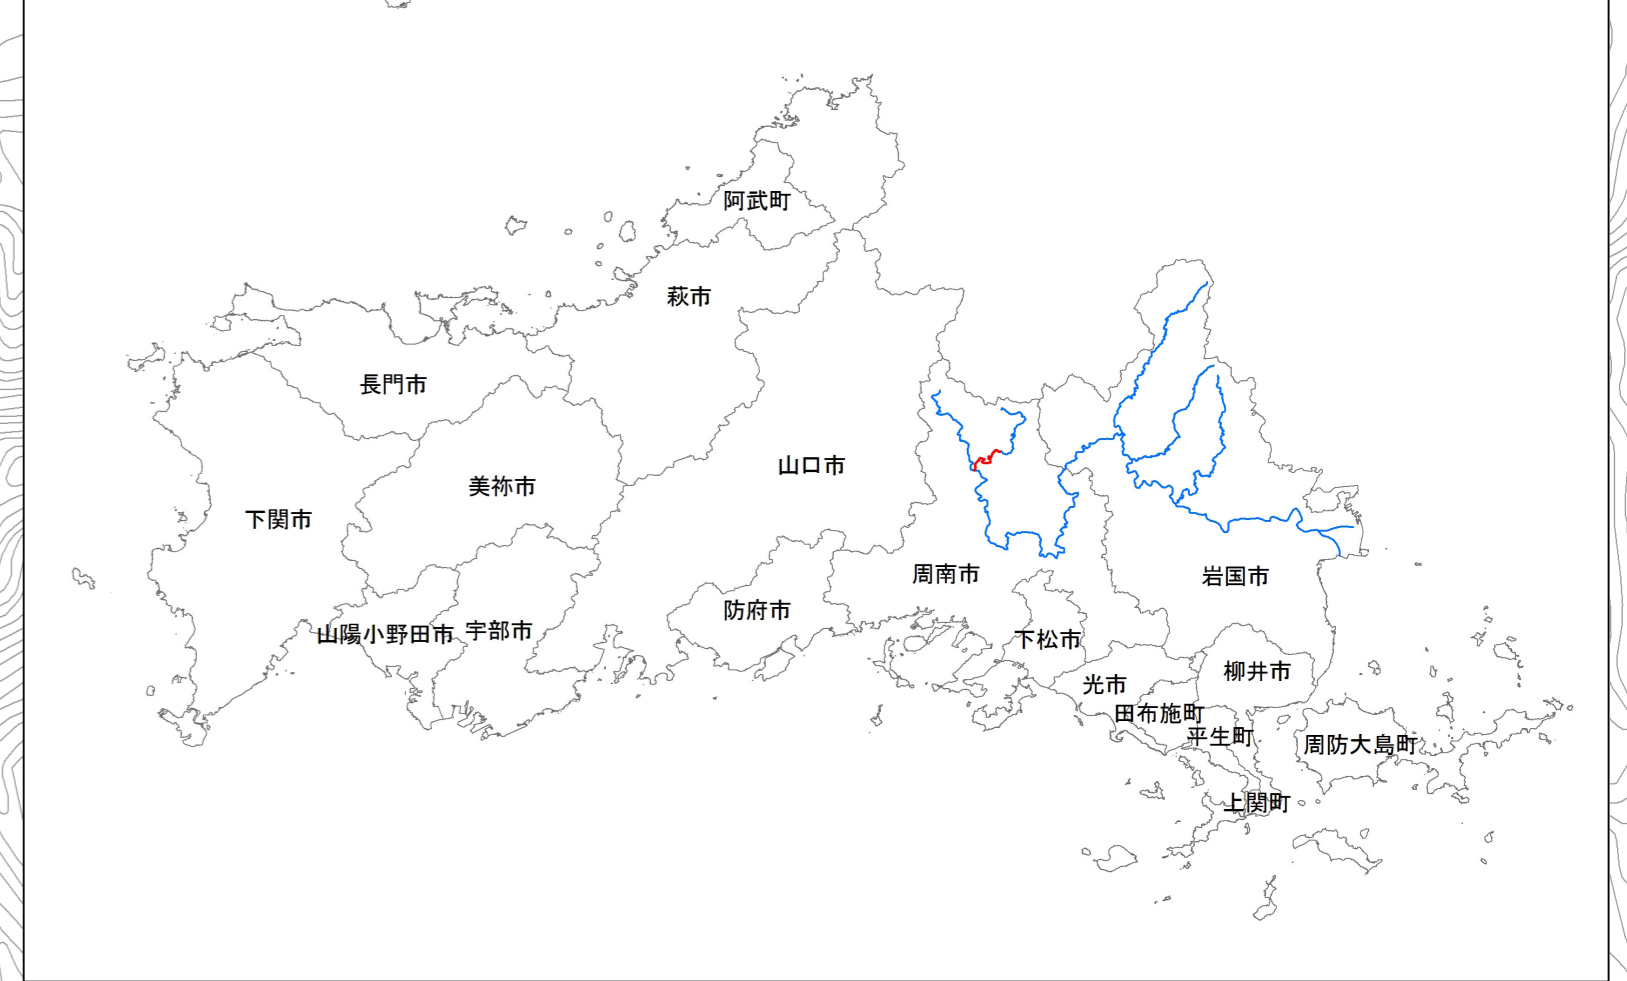 阿武町
萩市
長門市
山口市
美祢市
下関市
周南市
岩国市
防府市
山陽小野田市
宇部市
下松市
柳井市
光市
田布施町
平生町
周防大島町
上関町